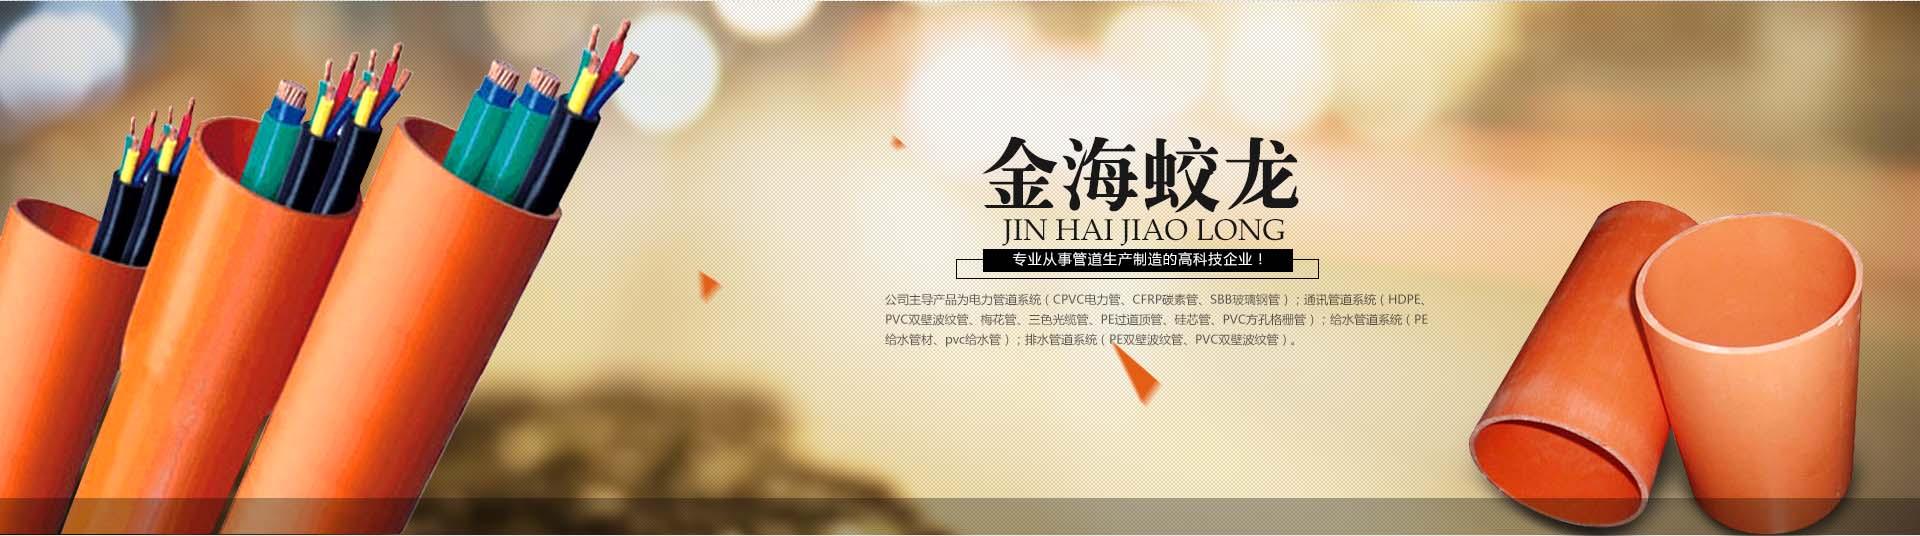 金海蛟龙
JIN HAI JIAO LONG
专业从事管道生产制造的高科技企业！
公司主导产品为电力管道系统（CPVC电力管、CFRP碳素管、SBB玻璃钢管）；通讯管道系统（HDPE、
PVC双壁波纹管、梅花管、三色光缆管、PE过道顶管、硅芯管、PVC方孔格栅管）；给水管道系统（PE
给水管材、pvc给水管）；排水管道系统（PE双壁波纹管、PVC双壁波纹管）。